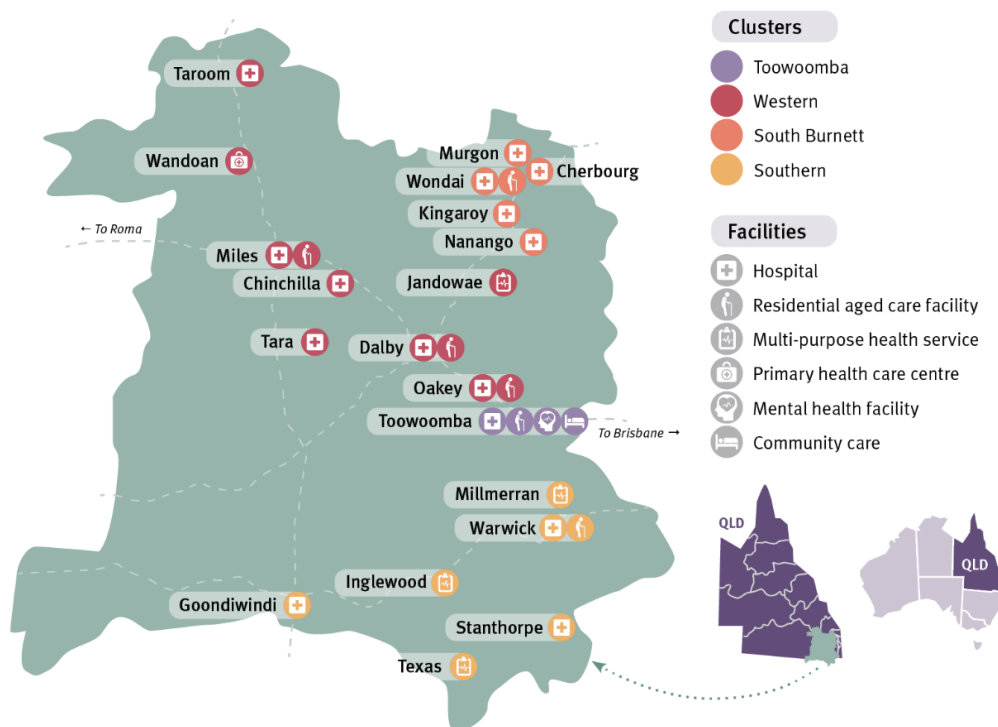 Taroom
Wandoan
← To Roma
Miles
Chinchilla
Tara
Murgon
Cherbourg
Wondai
Kingaroy
Nanango
Jandowae
Dalby
Oakey
Toowoomba
To Brisbane →
Millmerran
Warwick
Inglewood
Goondiwindi
Stanthorpe
Texas
Clusters
Toowoomba
Western
South Burnett
Southern
Facilities
Hospital
Residential aged care facility
Multi-purpose health service
Primary health care centre
Mental health facility
Community care
QLD
QLD